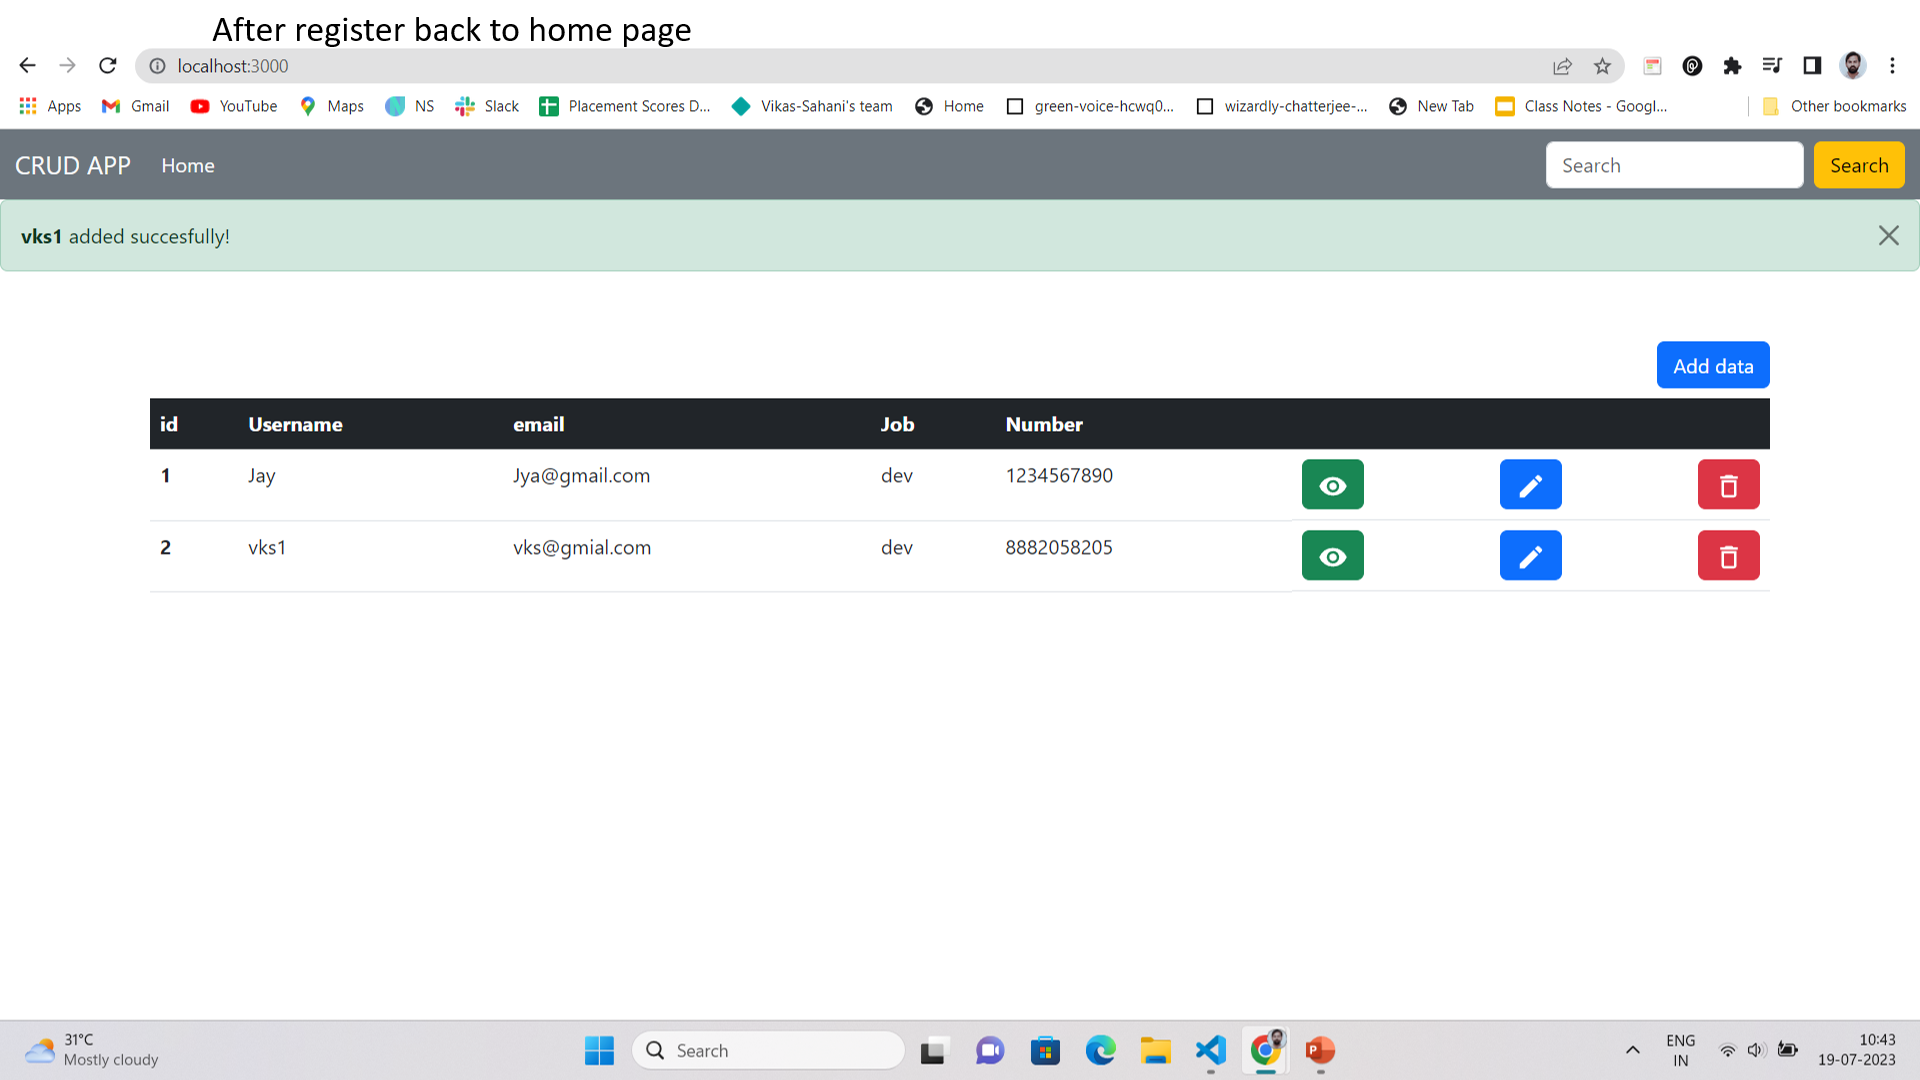 After register back to home page
localhost:3000
Apps Gmail YouTube Maps NS Slack Placement Scores D... Vikas-Sahani's team Home green-voice-hcwq0... wizardly-chatterjee-... New Tab Class Notes - Googl... Other bookmarks
CRUD APP Home Search Search
vks1 added succesfully!
Add data
id Username email Job Number
1 Jay Jya@gmail.com dev 1234567890
2 vks1 vks@gmial.com dev 8882058205
31°C
Mostly cloudy
Search
ENG
IN
10:43
19-07-2023